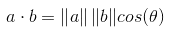 a · b = ||a|| ||b||cos(θ)